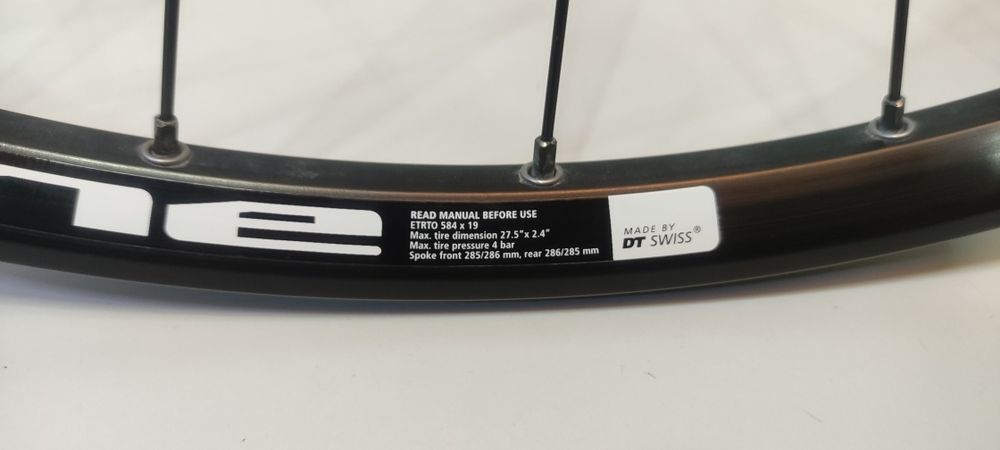 ne
READ MANUAL BEFORE USE
ETRTO 584 x 19
Max. tire dimension 27.5"x 2.4"
Max. tire pressure 4 bar
Spoke front 285/286 mm, rear 286/285 mm
MADE BY
DT SWISS®